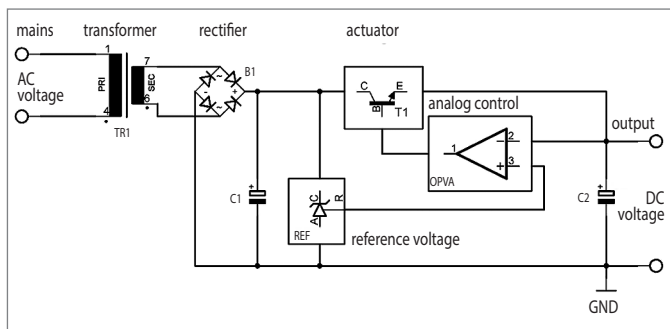 mains transformer rectifier actuator
AC voltage
1
4
PRI
SEC
7
6
TR1
B1
~
~
-
+
C E
B
T1
analog control
1
2
3
-
+
OPVA
output
+
C1
A C
R
REF
reference voltage
+
C2
DC voltage
GND